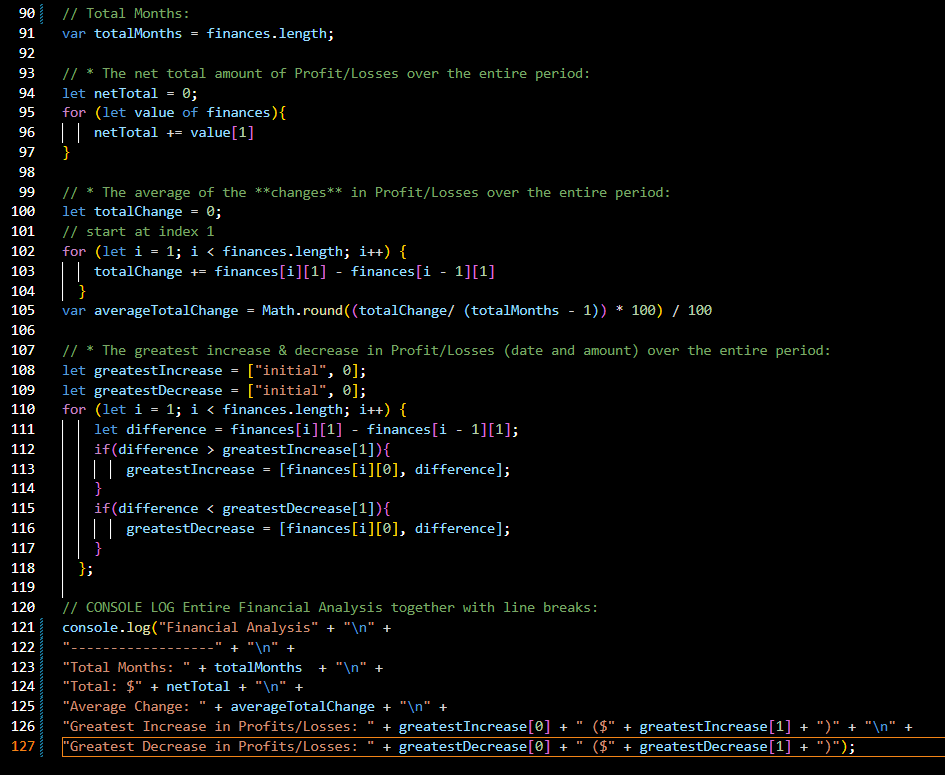 90 // Total Months:
91 var totalMonths = finances.length;
92
93 // * The net total amount of Profit/Losses over the entire period:
94 let netTotal = 0;
95 for (let value of finances){
96 netTotal += value[1]
97 }
98
99 // * The average of the **changes** in Profit/Losses over the entire period:
100 let totalChange = 0;
101 // start at index 1
102 for (let i = 1; i < finances.length; i++) {
103 totalChange += finances[i][1] - finances[i - 1][1]
104 }
105 var averageTotalChange = Math.round((totalChange/ (totalMonths - 1)) * 100) / 100
106
107 // * The greatest increase & decrease in Profit/Losses (date and amount) over the entire period:
108 let greatestIncrease = ["initial", 0];
109 let greatestDecrease = ["initial", 0];
110 for (let i = 1; i < finances.length; i++) {
111 let difference = finances[i][1] - finances[i - 1][1];
112 if(difference > greatestIncrease[1]){
113 greatestIncrease = [finances[i][0], difference];
114 }
115 if(difference < greatestDecrease[1]){
116 greatestDecrease = [finances[i][0], difference];
117 }
118 };
119
120 // CONSOLE LOG Entire Financial Analysis together with line breaks:
121 console.log("Financial Analysis" + "\n" +
122 "------------------" + "\n" +
123 "Total Months: " + totalMonths  + "\n" +
124 "Total: $" + netTotal + "\n" +
125 "Average Change: " + averageTotalChange + "\n" +
126 "Greatest Increase in Profits/Losses: " + greatestIncrease[0] + " ($" + greatestIncrease[1] + ")" + "\n" +
127 "Greatest Decrease in Profits/Losses: " + greatestDecrease[0] + " ($" + greatestDecrease[1] + ")");